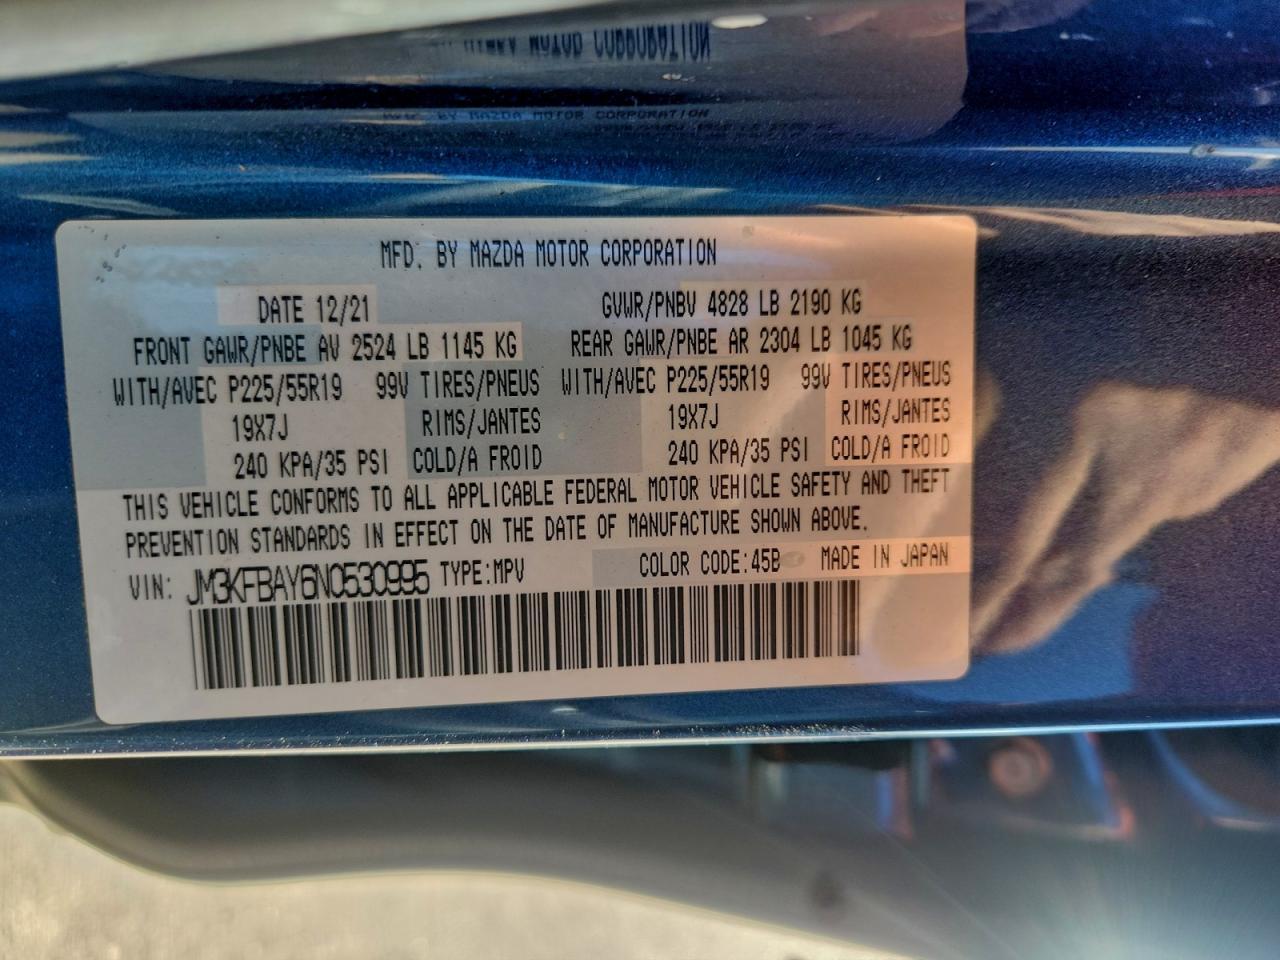 MFD. BY MAZDA MOTOR CORPORATION
MFD. BY MAZDA MOTOR CORPORATION
DATE 12/21 GVWR/PNBV 4828 LB 2190 KG
FRONT GAWR/PNBE AV 2524 LB 1145 KG REAR GAWR/PNBE AR 2304 LB 1045 KG
WITH/AVEC P225/55R19 99V TIRES/PNEUS WITH/AVEC P225/55R19 99V TIRES/PNEUS
19X7J RIMS/JANTES 19X7J RIMS/JANTES
240 KPA/35 PSI COLD/A FROID 240 KPA/35 PSI COLD/A FROID
THIS VEHICLE CONFORMS TO ALL APPLICABLE FEDERAL MOTOR VEHICLE SAFETY AND THEFT
PREVENTION STANDARDS IN EFFECT ON THE DATE OF MANUFACTURE SHOWN ABOVE.
VIN: JM3KFBAY6N0530995 TYPE:MPV COLOR CODE:45B MADE IN JAPAN